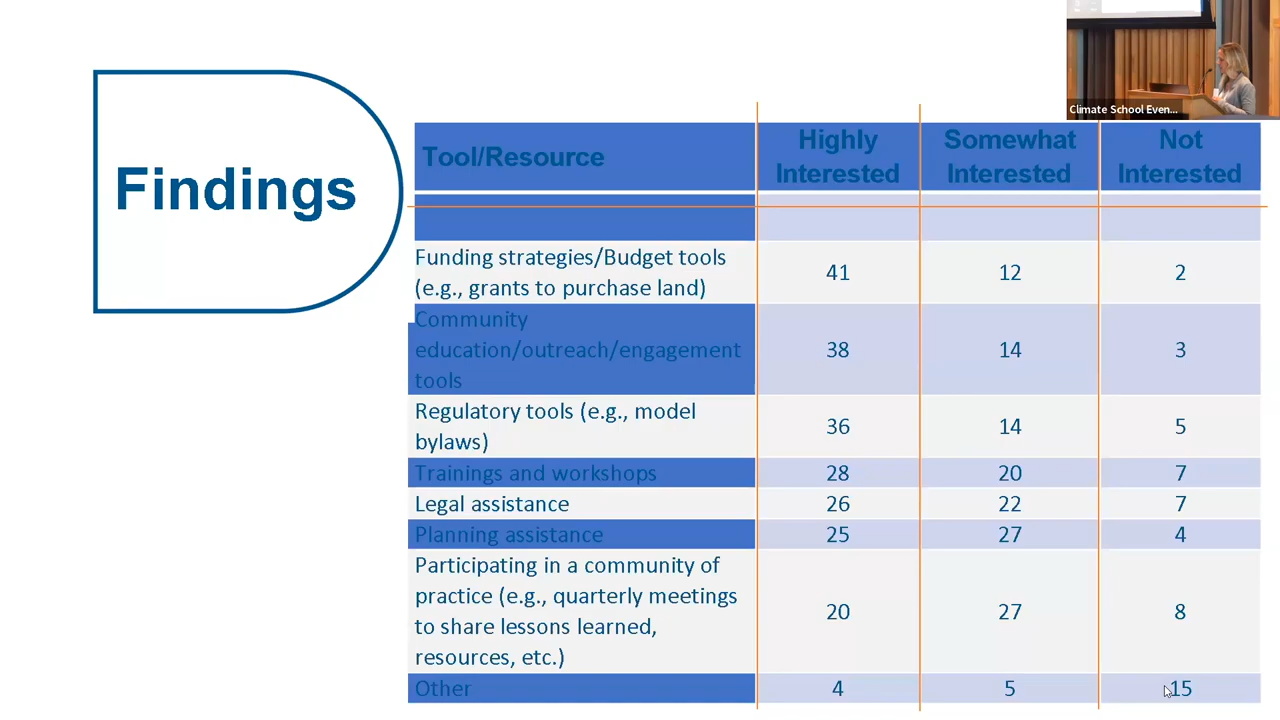 Climate School Even...
Findings
Tool/Resource
Highly
Interested
Somewhat
Interested
Not
Interested
Funding strategies/Budget tools
(e.g., grants to purchase land)
41
12
2
Community
education/outreach/engagement
tools
38
14
3
Regulatory tools (e.g., model
bylaws)
36
14
5
Trainings and workshops
28
20
7
Legal assistance
26
22
7
Planning assistance
25
27
4
Participating in a community of
practice (e.g., quarterly meetings
to share lessons learned,
resources, etc.)
20
27
8
Other
4
5
15